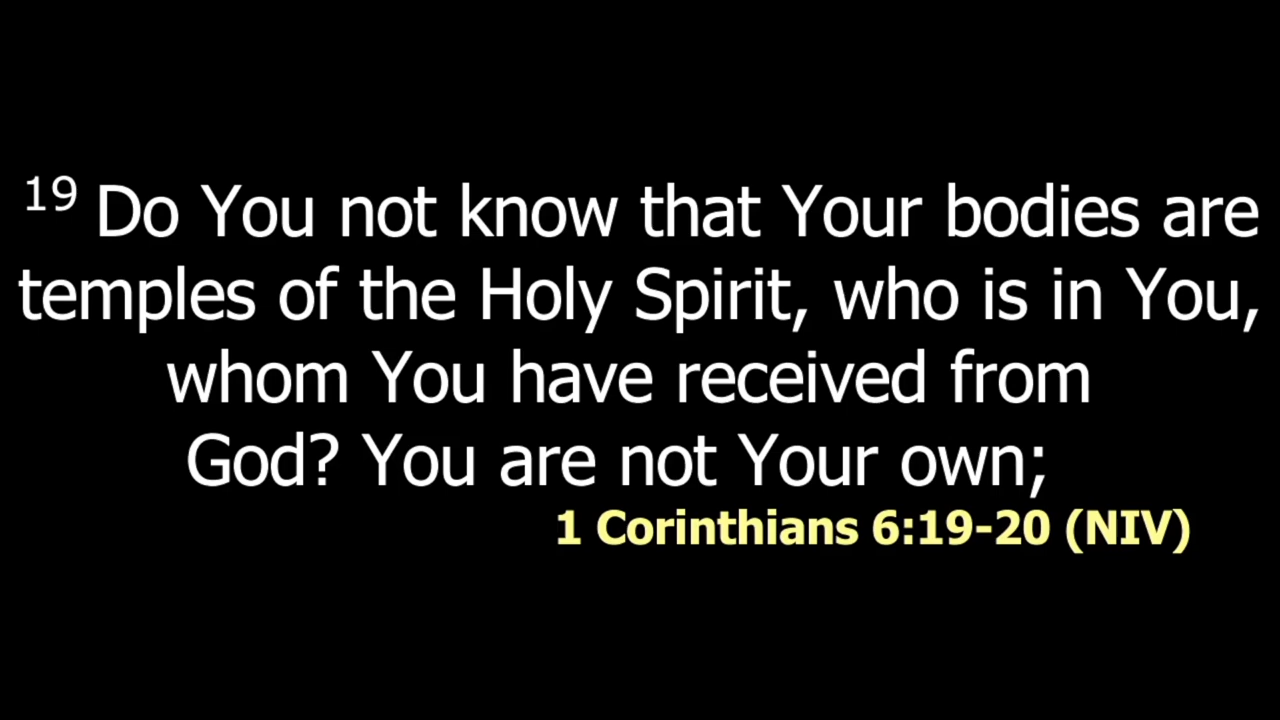 19 Do You not know that Your bodies are
temples of the Holy Spirit, who is in You,
whom You have received from
God? You are not Your own;
1 Corinthians 6:19-20 (NIV)